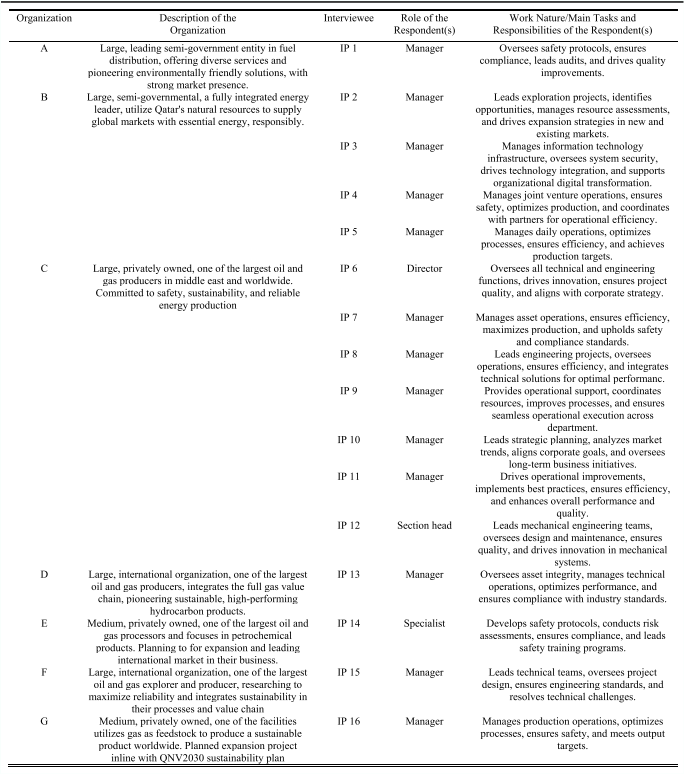 Organization Description of the Interviewee Role of the Work Nature/Main Tasks and
Organization Respondent(s) Responsibilities of the Respondent(s)
A Large, leading semi-government entity in fuel IP 1 Manager Oversees safety protocols, ensures
distribution, offering diverse services and compliance, leads audits, and drives quality
pioneering environmentally friendly solutions, with improvements.
strong market presence.
B Large, semi-governmental, a fully integrated energy IP 2 Manager Leads exploration projects, identifies
leader, utilize Qatar's natural resources to supply opportunities, manages resource assessments,
global markets with essential energy, responsibly. and drives expansion strategies in new and
existing markets.
IP 3 Manager Manages information technology
infrastructure, oversees system security,
drives technology integration, and supports
organizational digital transformation.
IP 4 Manager Manages joint venture operations, ensures
safety, optimizes production, and coordinates
with partners for operational efficiency.
IP 5 Manager Manages daily operations, optimizes
processes, ensures efficiency, and achieves
production targets.
C Large, privately owned, one of the largest oil and IP 6 Director Oversees all technical and engineering
gas producers in middle east and worldwide. functions, drives innovation, ensures project
Committed to safety, sustainability, and reliable quality, and aligns with corporate strategy.
energy production
IP 7 Manager Manages asset operations, ensures efficiency,
maximizes production, and upholds safety
and compliance standards.
IP 8 Manager Leads engineering projects, oversees
operations, ensures efficiency, and integrates
technical solutions for optimal performanc.
IP 9 Manager Provides operational support, coordinates
resources, improves processes, and ensures
seamless operational execution across
department.
IP 10 Manager Leads strategic planning, analyzes market
trends, aligns corporate goals, and oversees
long-term business initiatives.
IP 11 Manager Drives operational improvements,
implements best practices, ensures efficiency,
and enhances overall performance and
quality.
IP 12 Section head Leads mechanical engineering teams,
oversees design and maintenance, ensures
quality, and drives innovation in mechanical
systems.
D Large, international organization, one of the largest IP 13 Manager Oversees asset integrity, manages technical
oil and gas producers, integrates the full gas value operations, optimizes performance, and
chain, pioneering sustainable, high-performing ensures compliance with industry standards.
hydrocarbon products.
E Medium, privately owned, one of the largest oil and IP 14 Specialist Develops safety protocols, conducts risk
gas processors and focuses in petrochemical assessments, ensures compliance, and leads
products. Planning to for expansion and leading safety training programs.
international market in their business.
F Large, international organization, one of the largest IP 15 Manager Leads technical teams, oversees project
oil and gas explorer and producer, researching to design, ensures engineering standards, and
maximize reliability and integrates sustainability in resolves technical challenges.
their processes and value chain
G Medium, privately owned, one of the facilities IP 16 Manager Manages production operations, optimizes
utilizes gas as feedstock to produce a sustainable processes, ensures safety, and meets output
product worldwide. Planned expansion project targets.
inline with QNV2030 sustainability plan